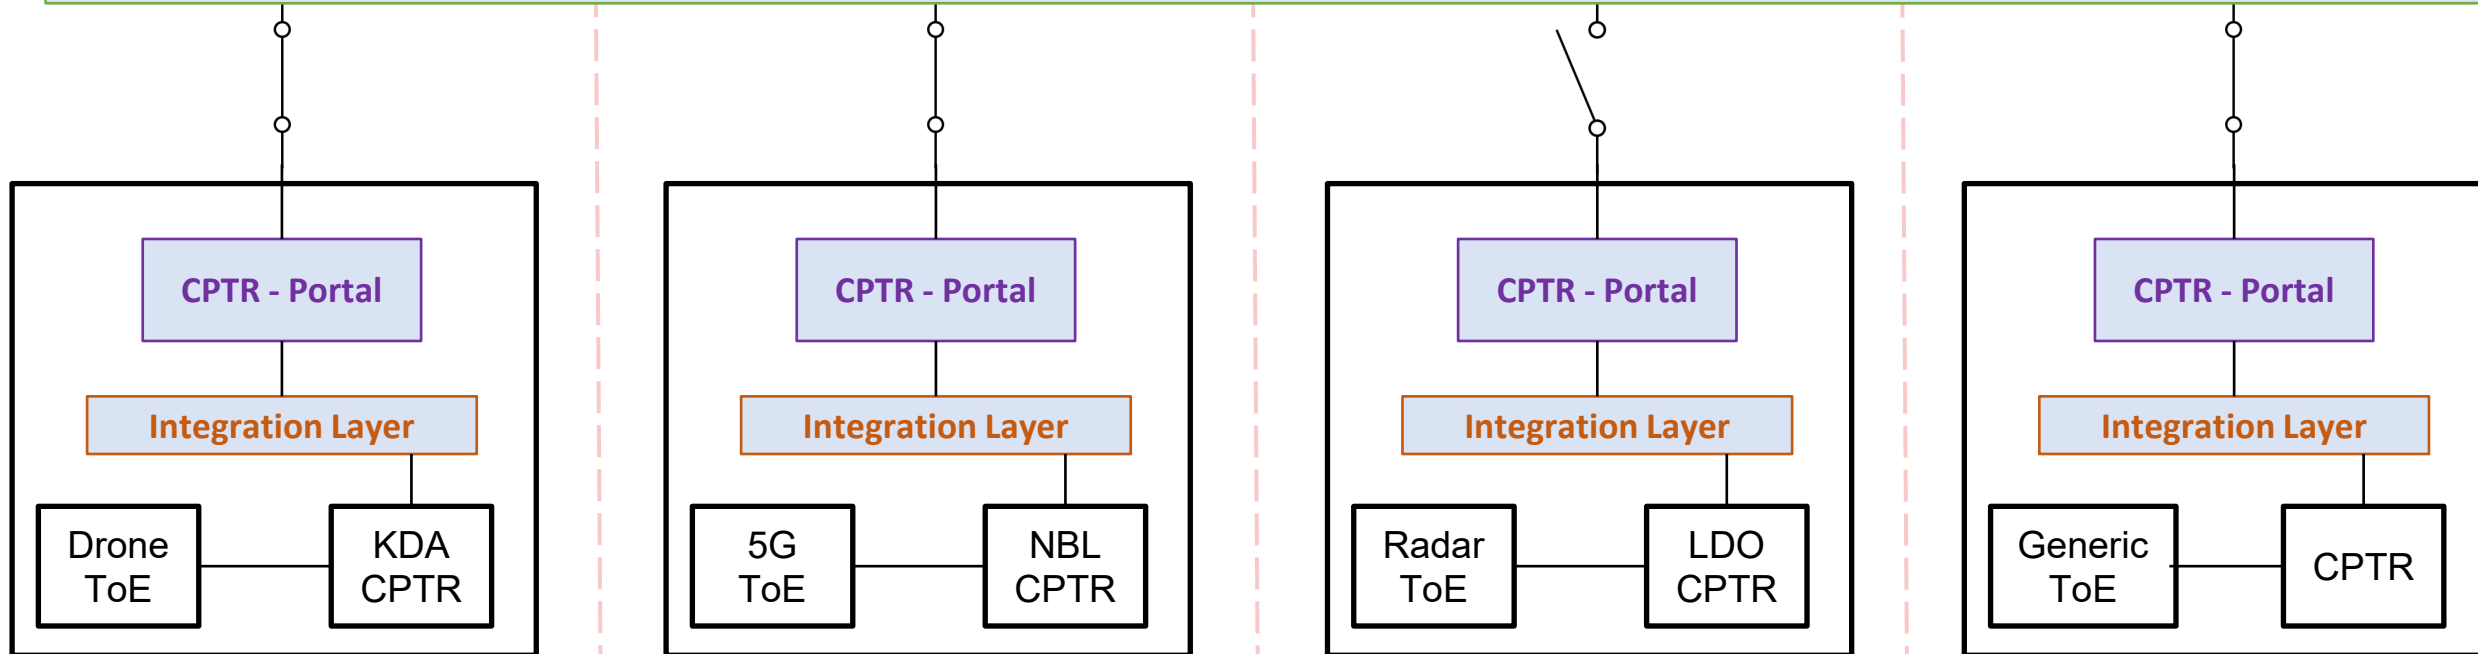 CPTR - Portal
CPTR - Portal
CPTR - Portal
CPTR - Portal
Integration Layer
Integration Layer
Integration Layer
Integration Layer
Drone
ToE
KDA
CPTR
5G
ToE
NBL
CPTR
Radar
ToE
LDO
CPTR
Generic
ToE
CPTR